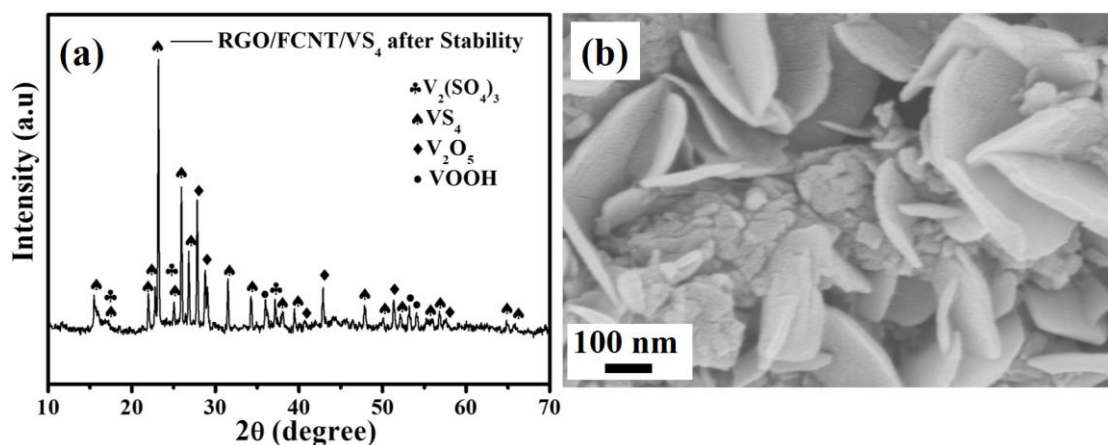 (a)
RGO/FCNT/VS₄ after Stability
♣V₂(SO₄)₃
♠VS₄
♦V₂O₅
●VOOH
Intensity (a.u)
10 20 30 40 50 60 70
2θ (degree)
(b)
100 nm